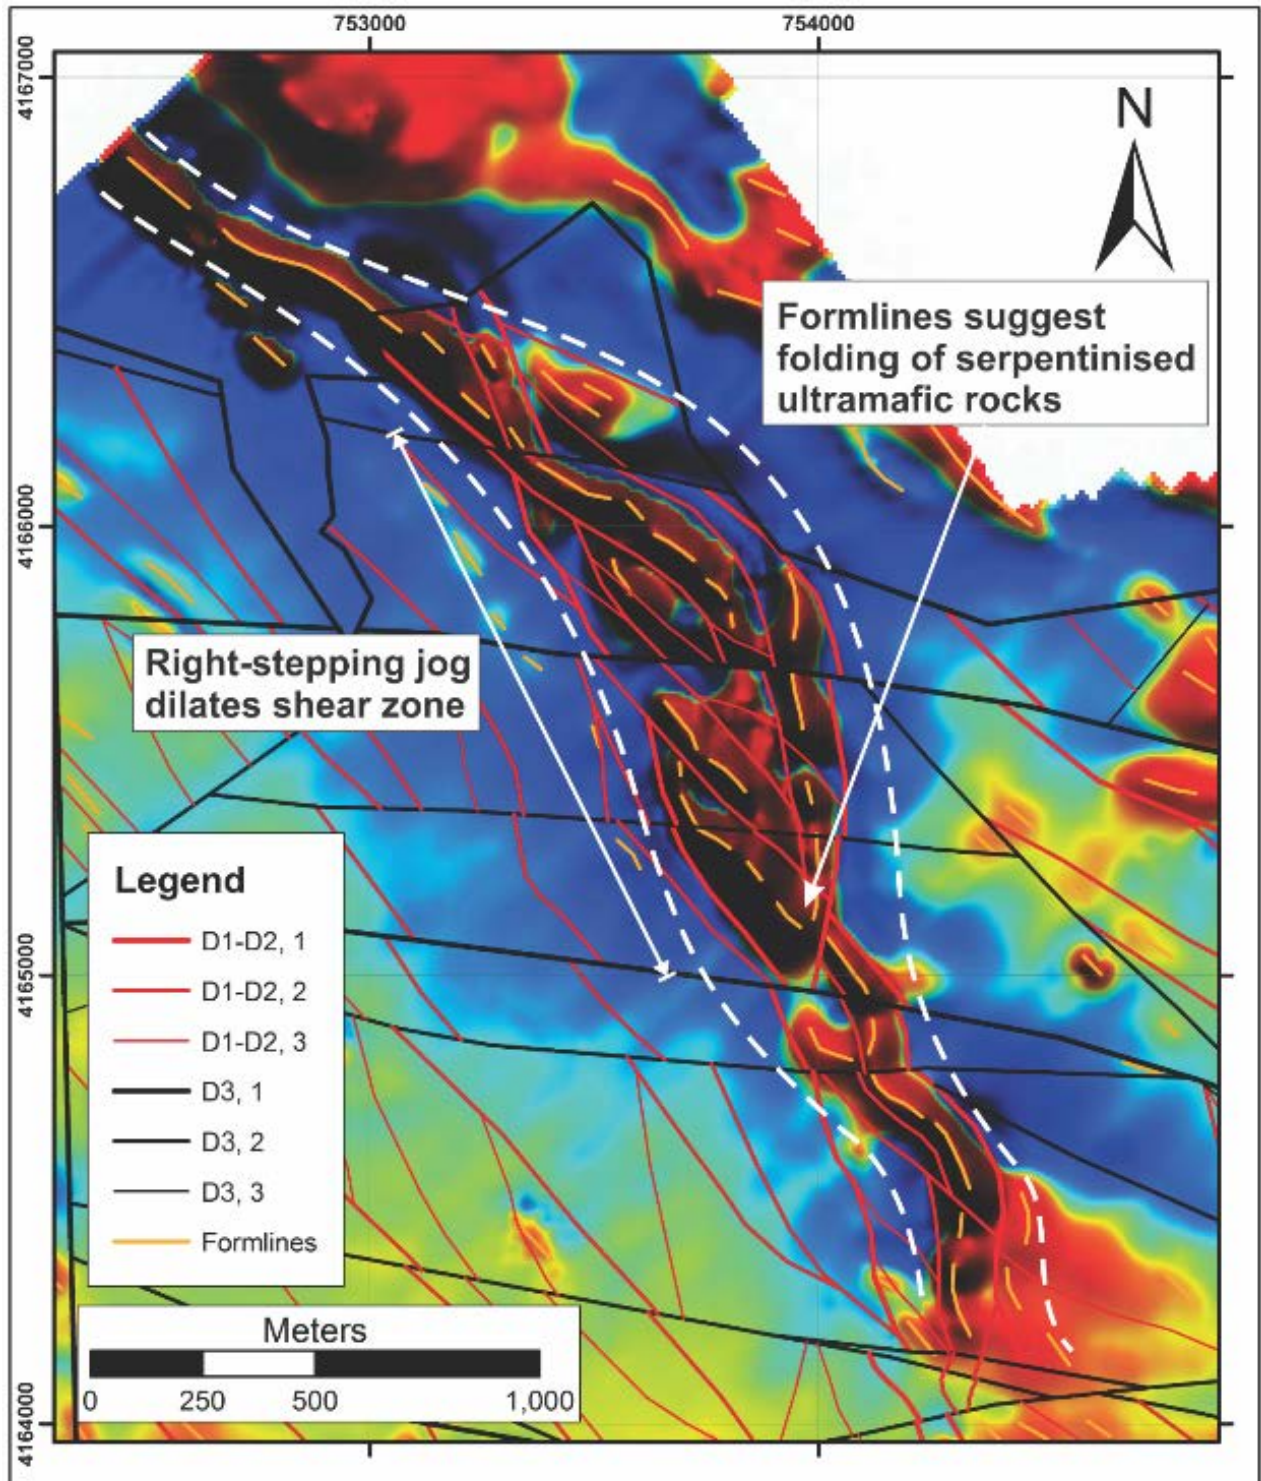 753000
754000
4167000
N
Formlines suggest
folding of serpentinised
ultramafic rocks
4166000
Right-stepping jog
dilates shear zone
Legend
D1-D2, 1
D1-D2, 2
D1-D2, 3
D3, 1
D3, 2
D3, 3
Formlines
4165000
Meters
0 250 500 1,000
4164000